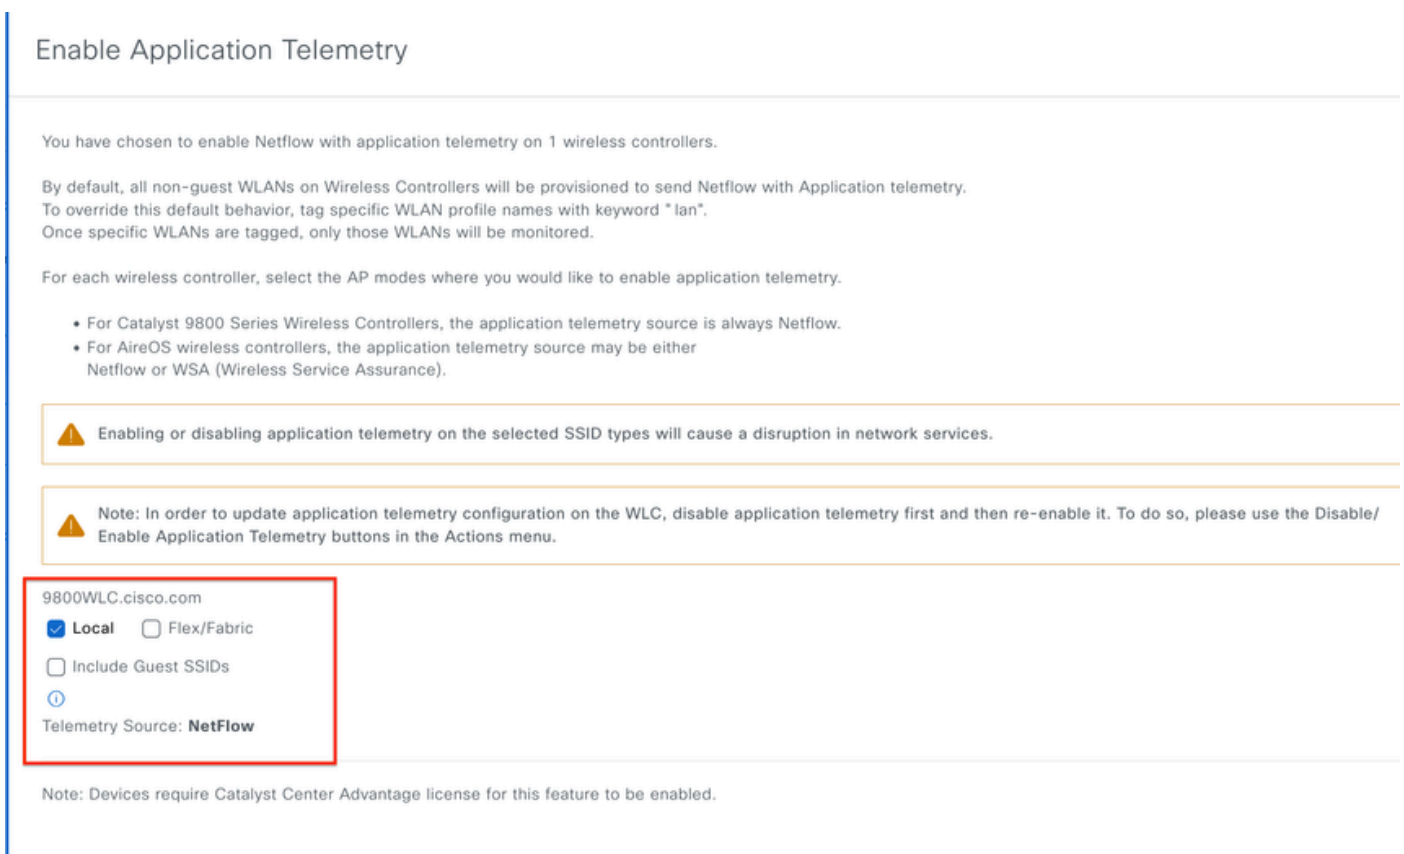 Enable Application Telemetry
You have chosen to enable Netflow with application telemetry on 1 wireless controllers.
By default, all non-guest WLANs on Wireless Controllers will be provisioned to send Netflow with Application telemetry.
To override this default behavior, tag specific WLAN profile names with keyword " lan".
Once specific WLANs are tagged, only those WLANs will be monitored.
For each wireless controller, select the AP modes where you would like to enable application telemetry.
• For Catalyst 9800 Series Wireless Controllers, the application telemetry source is always Netflow.
• For AireOS wireless controllers, the application telemetry source may be either
Netflow or WSA (Wireless Service Assurance).
Enabling or disabling application telemetry on the selected SSID types will cause a disruption in network services.
Note: In order to update application telemetry configuration on the WLC, disable application telemetry first and then re-enable it. To do so, please use the Disable/
Enable Application Telemetry buttons in the Actions menu.
9800WLC.cisco.com
Local Flex/Fabric
Include Guest SSIDs
Telemetry Source: NetFlow
Note: Devices require Catalyst Center Advantage license for this feature to be enabled.